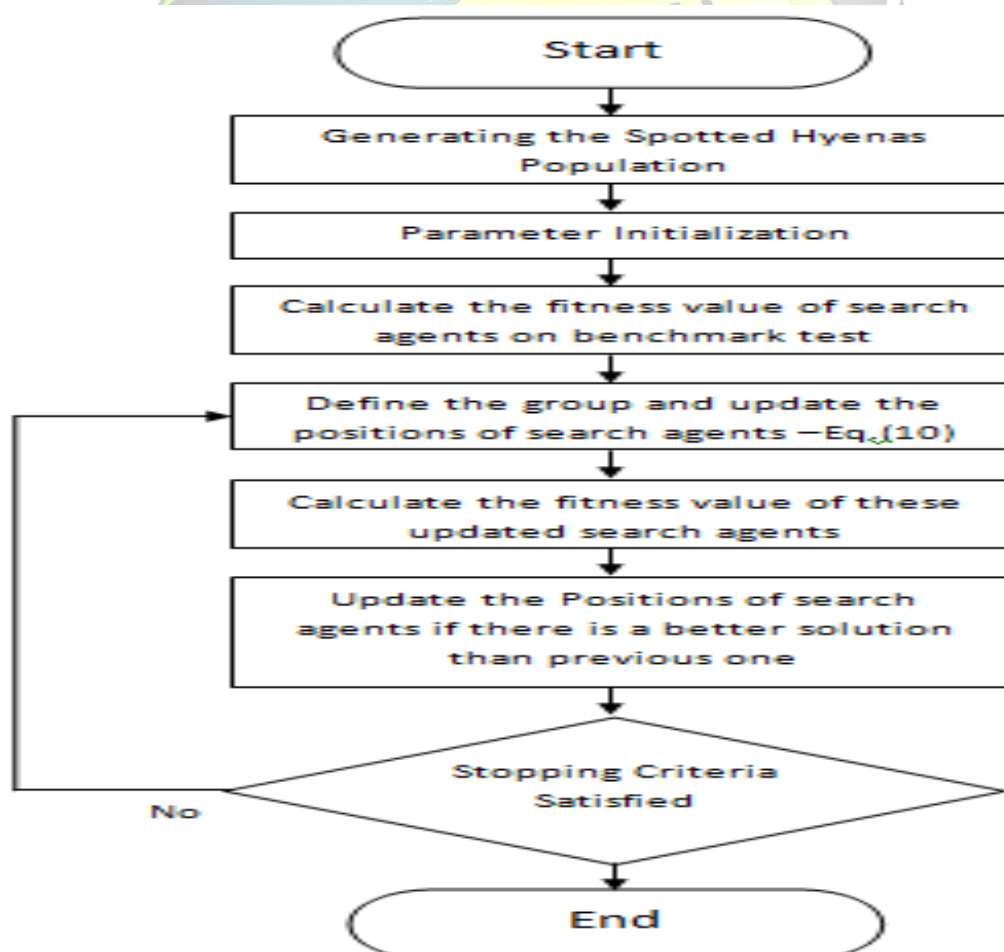 Start
Generating the Spotted Hyenas
Population
Parameter Initialization
Calculate the fitness value of search
agents on benchmark test
Define the group and update the
positions of search agents –Eq.(10)
Calculate the fitness value of these
updated search agents
Update the Positions of search
agents if there is a better solution
than previous one
Stopping Criteria
Satisfied
No
End